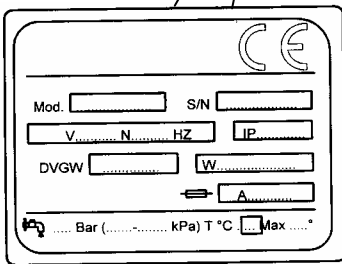 CE
Mod. ................ S/N ................
V........... N......... HZ IP...........
DVGW ................ W...................
A............
..... Bar (.......-........ kPa) T °C .... Max .....°